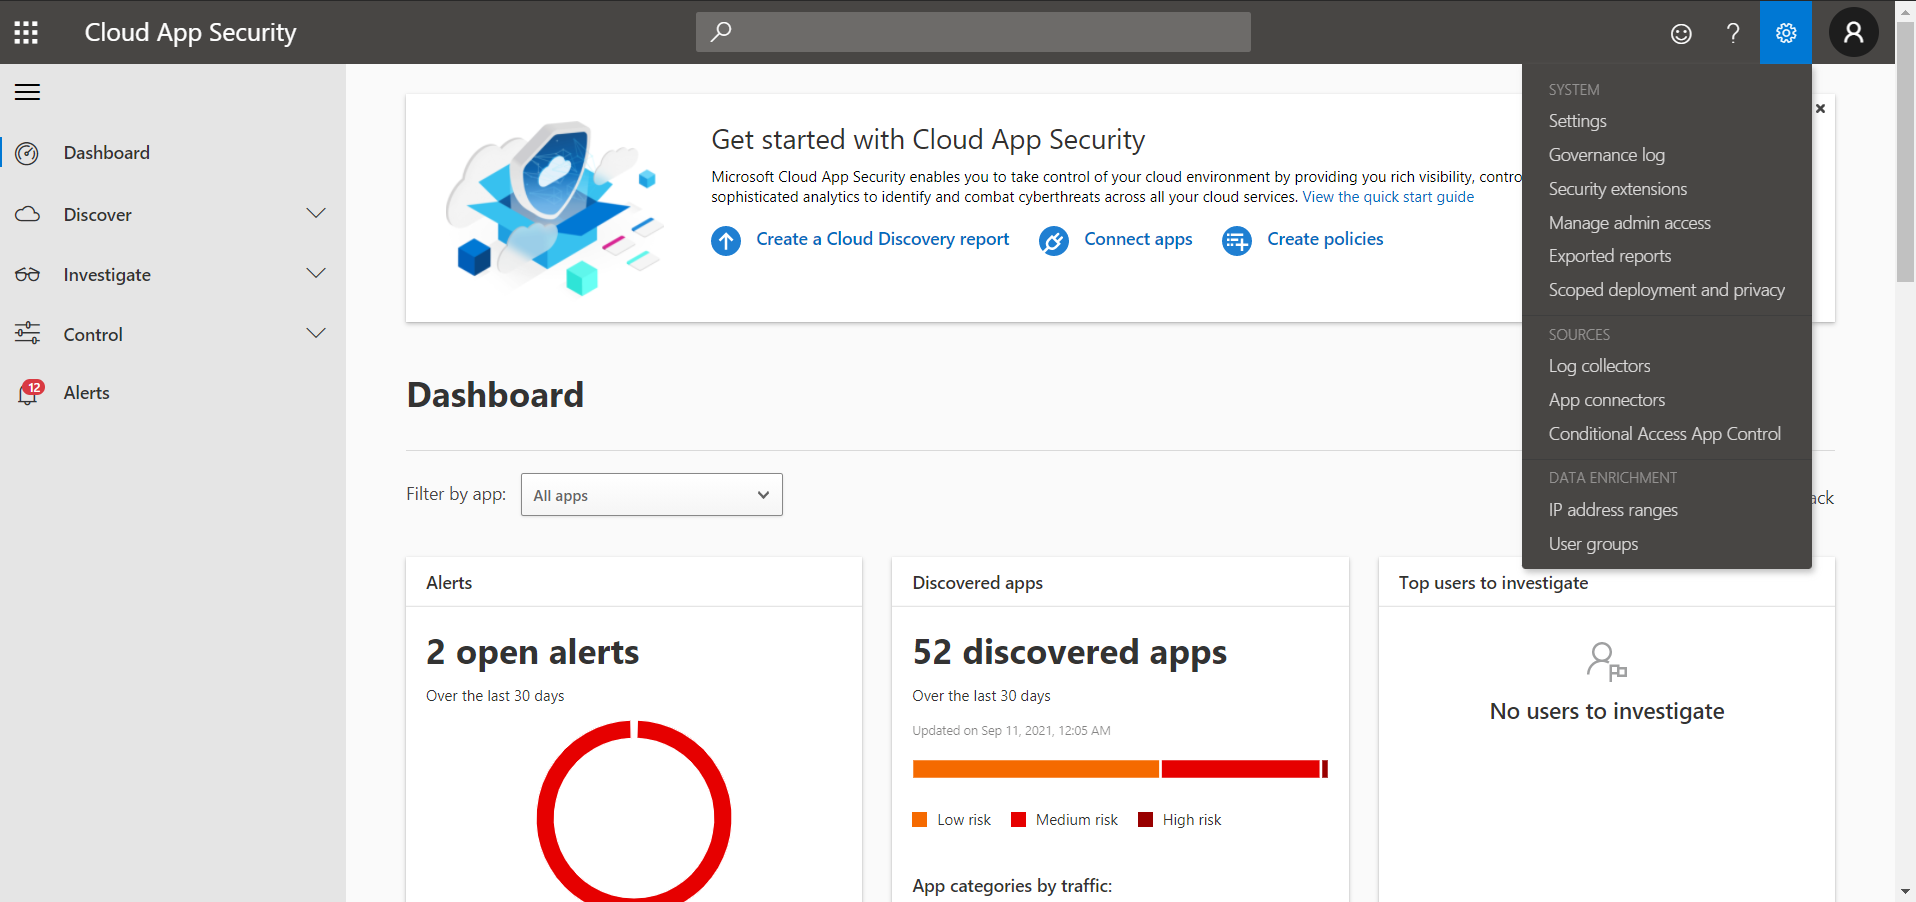 Cloud App Security
?
Dashboard
Discover
Investigate
Control
12
Alerts
Get started with Cloud App Security
Microsoft Cloud App Security enables you to take control of your cloud environment by providing you rich visibility, contro
sophisticated analytics to identify and combat cyberthreats across all your cloud services. View the quick start guide
Create a Cloud Discovery report
Connect apps
Create policies
SYSTEM
Settings
Governance log
Security extensions
Manage admin access
Exported reports
Scoped deployment and privacy
SOURCES
Log collectors
App connectors
Conditional Access App Control
DATA ENRICHMENT
IP address ranges
User groups
Dashboard
Filter by app:
All apps
ack
Alerts
2 open alerts
Over the last 30 days
Discovered apps
52 discovered apps
Over the last 30 days
Updated on Sep 11, 2021, 12:05 AM
Low risk
Medium risk
High risk
App categories by traffic:
Top users to investigate
No users to investigate